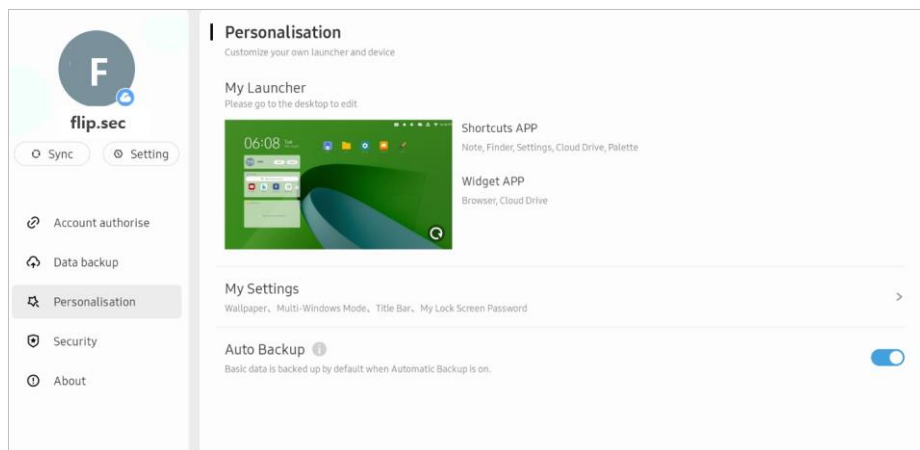 F
flip.sec
Sync
Setting
Account authorise
Data backup
Personalisation
Security
About
Personalisation
Customize your own launcher and device
My Launcher
Please go to the desktop to edit
06:08 Tue
Shortcuts APP
Note, Finder, Settings, Cloud Drive, Palette
Widget APP
Browser, Cloud Drive
My Settings
Wallpaper、Multi-Windows Mode、Title Bar、My Lock Screen Password
Auto Backup
Basic data is backed up by default when Automatic Backup is on.